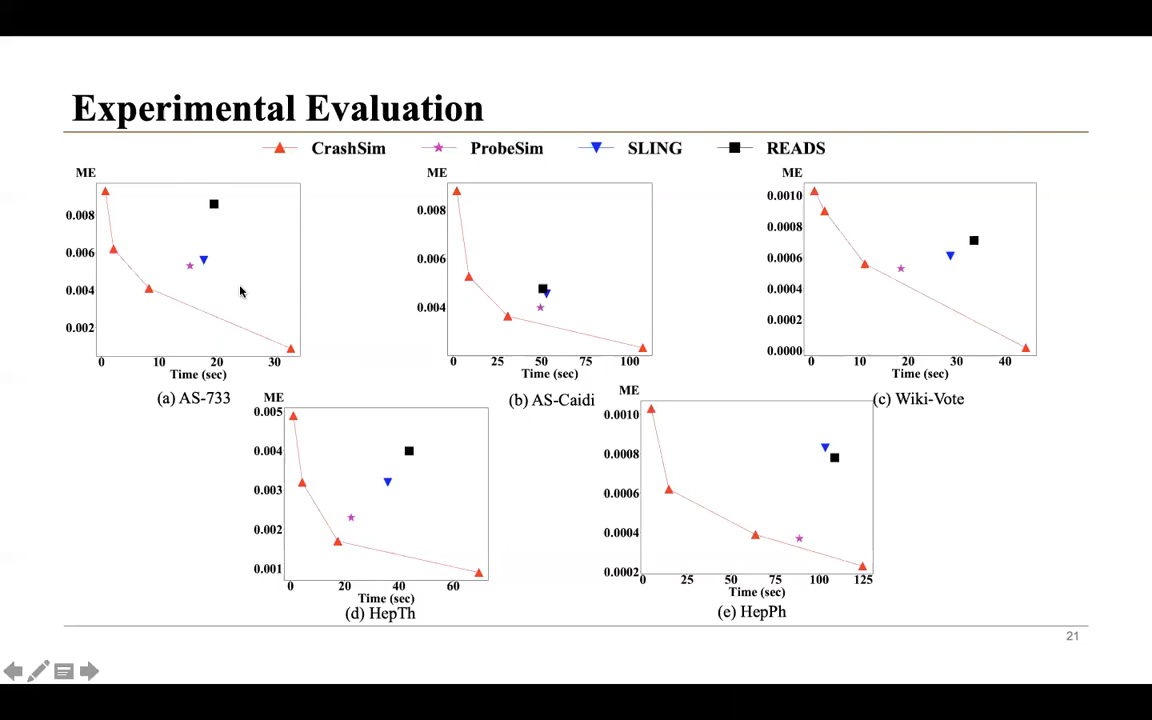 Experimental Evaluation
CrashSim ProbeSim SLING READS
ME
0.008
0.006
0.004
0.002
0 10 20 30
Time (sec)
(a) AS-733
ME
0.008
0.006
0.004
0 25 50 75 100
Time (sec)
(b) AS-Caidi
ME
0.0010
0.0008
0.0006
0.0004
0.0002
0.0000
0 10 20 30 40
Time (sec)
(c) Wiki-Vote
ME
0.005
0.004
0.003
0.002
0.001
0 20 40 60
Time (sec)
(d) HepTh
ME
0.0010
0.0008
0.0006
0.0004
0.0002
0 25 50 75 100 125
Time (sec)
(e) HepPh
21